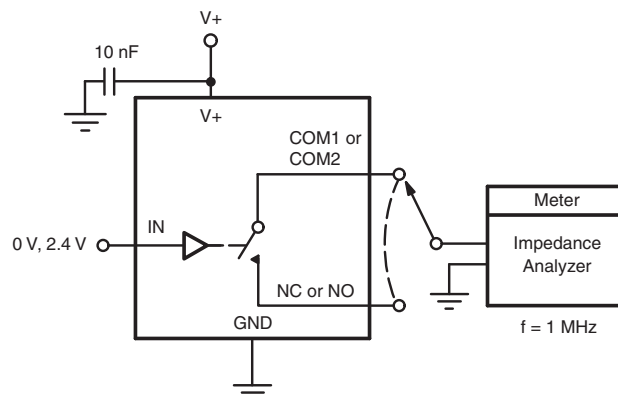 V+
10 nF
V+
COM1 or
COM2
Meter
IN
0 V, 2.4 V
Impedance
Analyzer
NC or NO
GND
f = 1 MHz